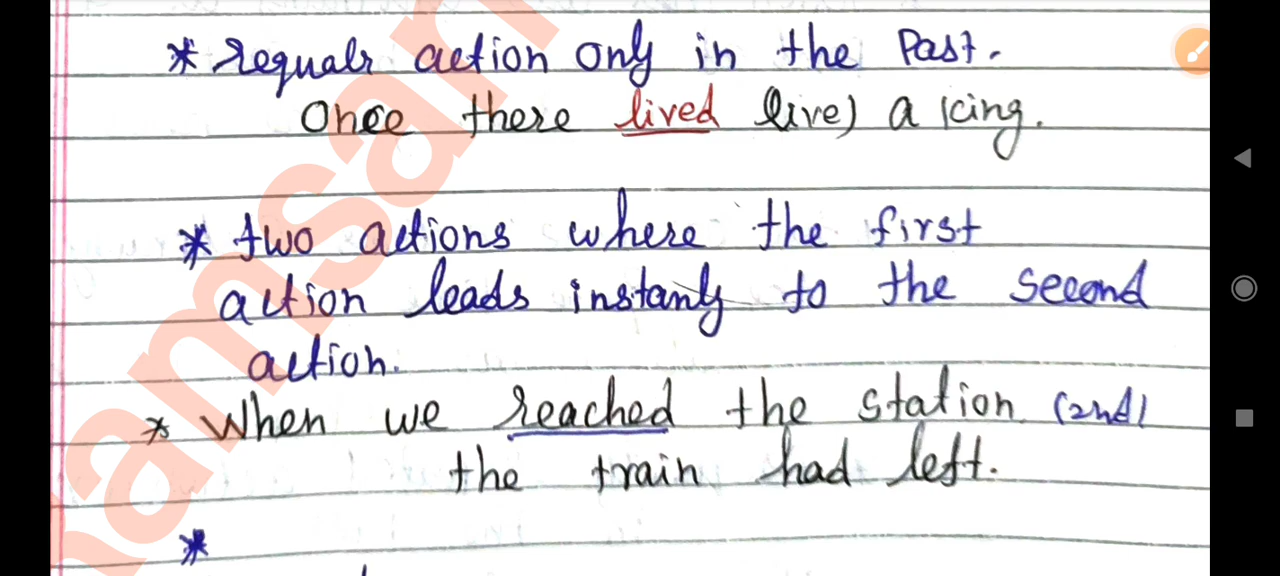 * regualr action only in the Past.
Once there lived live) a king.
* two actions where the first
action leads instanly to the second
action.
* When we reached the station (2nd)
the train had left.
*